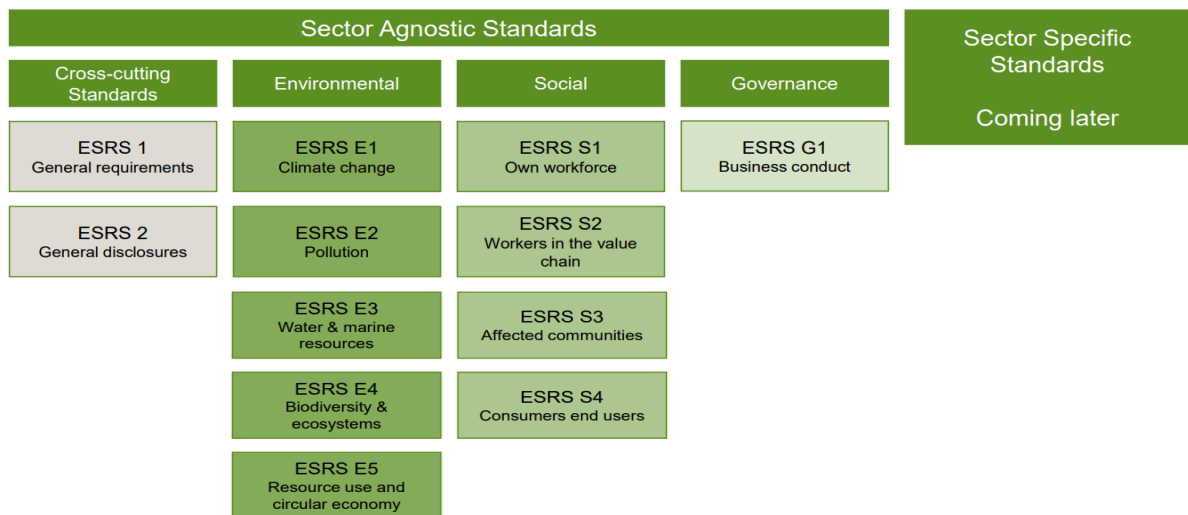 Sector Agnostic Standards
Sector Specific
Standards
Coming later
Cross-cutting
Standards
Environmental
Social
Governance
ESRS 1
General requirements
ESRS 2
General disclosures
ESRS E1
Climate change
ESRS E2
Pollution
ESRS E3
Water & marine
resources
ESRS E4
Biodiversity &
ecosystems
ESRS E5
Resource use and
circular economy
ESRS S1
Own workforce
ESRS S2
Workers in the value
chain
ESRS S3
Affected communities
ESRS S4
Consumers end users
ESRS G1
Business conduct